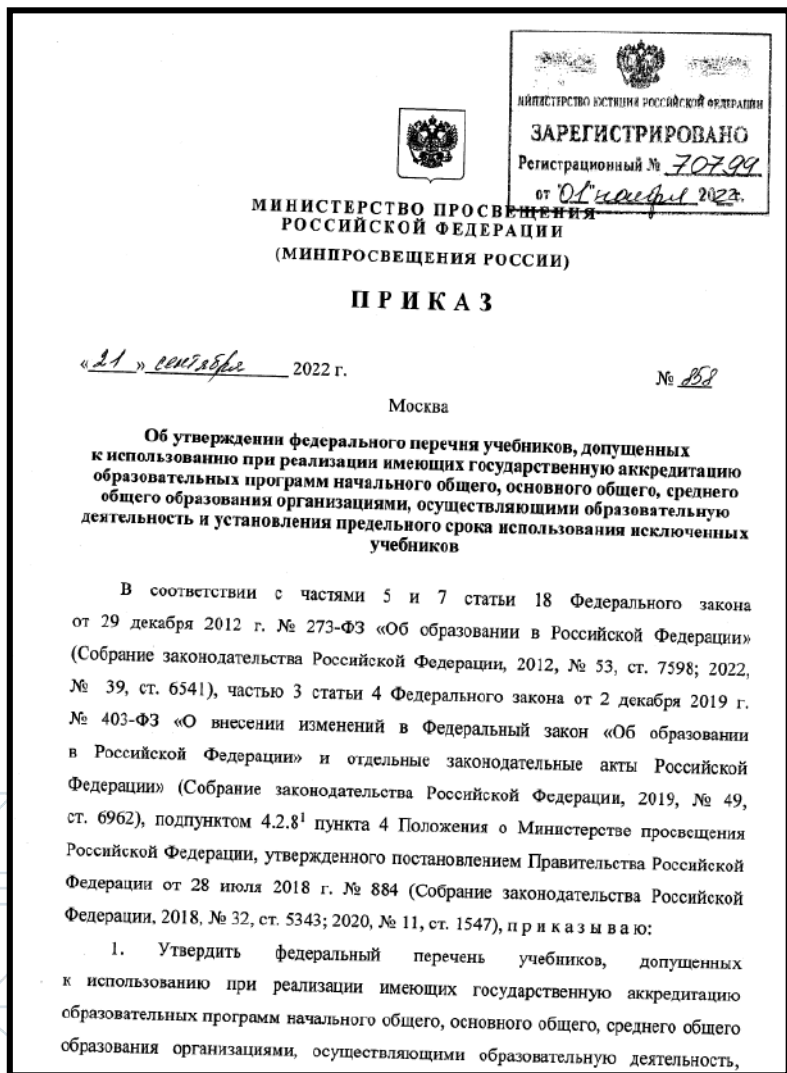 МИНИСТЕРСТВО ЮСТИЦИИ РОССИЙСКОЙ ФЕДЕРАЦИИ
ЗАРЕГИСТРИРОВАНО
Регистрационный № 70799
от "01" ноября 2022г.
МИНИСТЕРСТВО ПРОСВЕЩЕНИЯ
РОССИЙСКОЙ ФЕДЕРАЦИИ
(МИНПРОСВЕЩЕНИЯ РОССИИ)
ПРИКАЗ
«21» сентября 2022 г.
№ 858
Москва
Об утверждении федерального перечня учебников, допущенных
к использованию при реализации имеющих государственную аккредитацию
образовательных программ начального общего, основного общего, среднего
общего образования организациями, осуществляющими образовательную
деятельность и установления предельного срока использования исключенных
учебников
В соответствии с частями 5 и 7 статьи 18 Федерального закона
от 29 декабря 2012 г. № 273-ФЗ «Об образовании в Российской Федерации»
(Собрание законодательства Российской Федерации, 2012, № 53, ст. 7598; 2022,
№ 39, ст. 6541), частью 3 статьи 4 Федерального закона от 2 декабря 2019 г.
№ 403-ФЗ «О внесении изменений в Федеральный закон «Об образовании
в Российской Федерации» и отдельные законодательные акты Российской
Федерации» (Собрание законодательства Российской Федерации, 2019, № 49,
ст. 6962), подпунктом 4.2.8¹ пункта 4 Положения о Министерстве просвещения
Российской Федерации, утвержденного постановлением Правительства Российской
Федерации от 28 июля 2018 г. № 884 (Собрание законодательства Российской
Федерации, 2018, № 32, ст. 5343; 2020, № 11, ст. 1547), п р и к а з ы в а ю:
1. Утвердить федеральный перечень учебников, допущенных
к использованию при реализации имеющих государственную аккредитацию
образовательных программ начального общего, основного общего, среднего общего
образования организациями, осуществляющими образовательную деятельность,